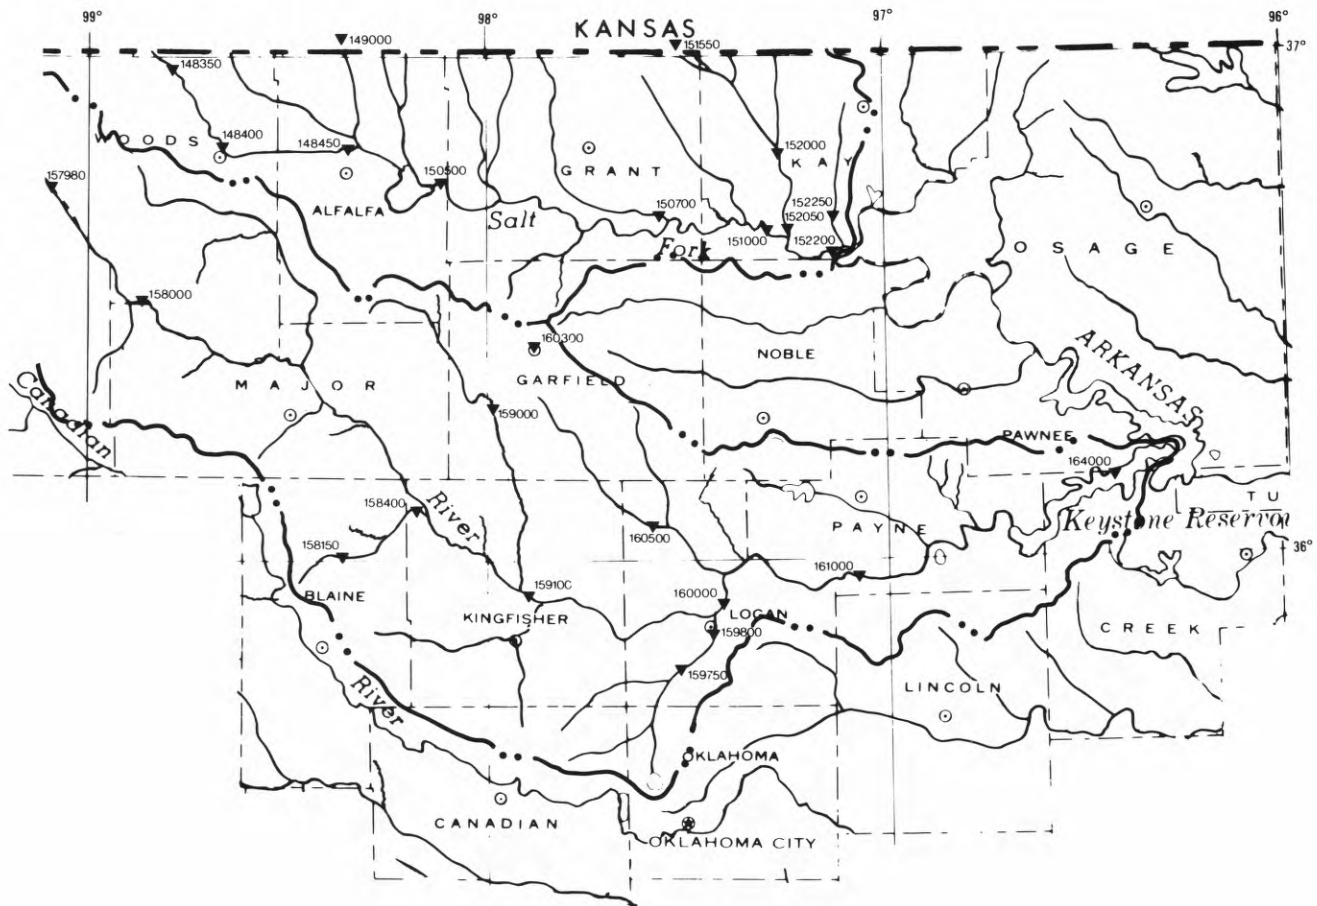 99°
98°
97°
96°
KANSAS
37°
149000
151550
148350
WOODS
148400
148450
152000
KAY
GRANT
157980
150500
ALFALFA
Salt
150700
152250
152050
151000
152200
Fork
OSAGE
158000
160300
NOBLE
ARKANSAS
MAJOR
GARFIELD
Canadian
159000
PAWNEE
164000
158400
River
TU
PAYNE
Keystone Reservoi
160500
158150
36°
161000
BLAINE
15910C
160000
LOGAN
KINGFISHER
159800
CREEK
159750
River
LINCOLN
OKLAHOMA
CANADIAN
OKLAHOMA CITY